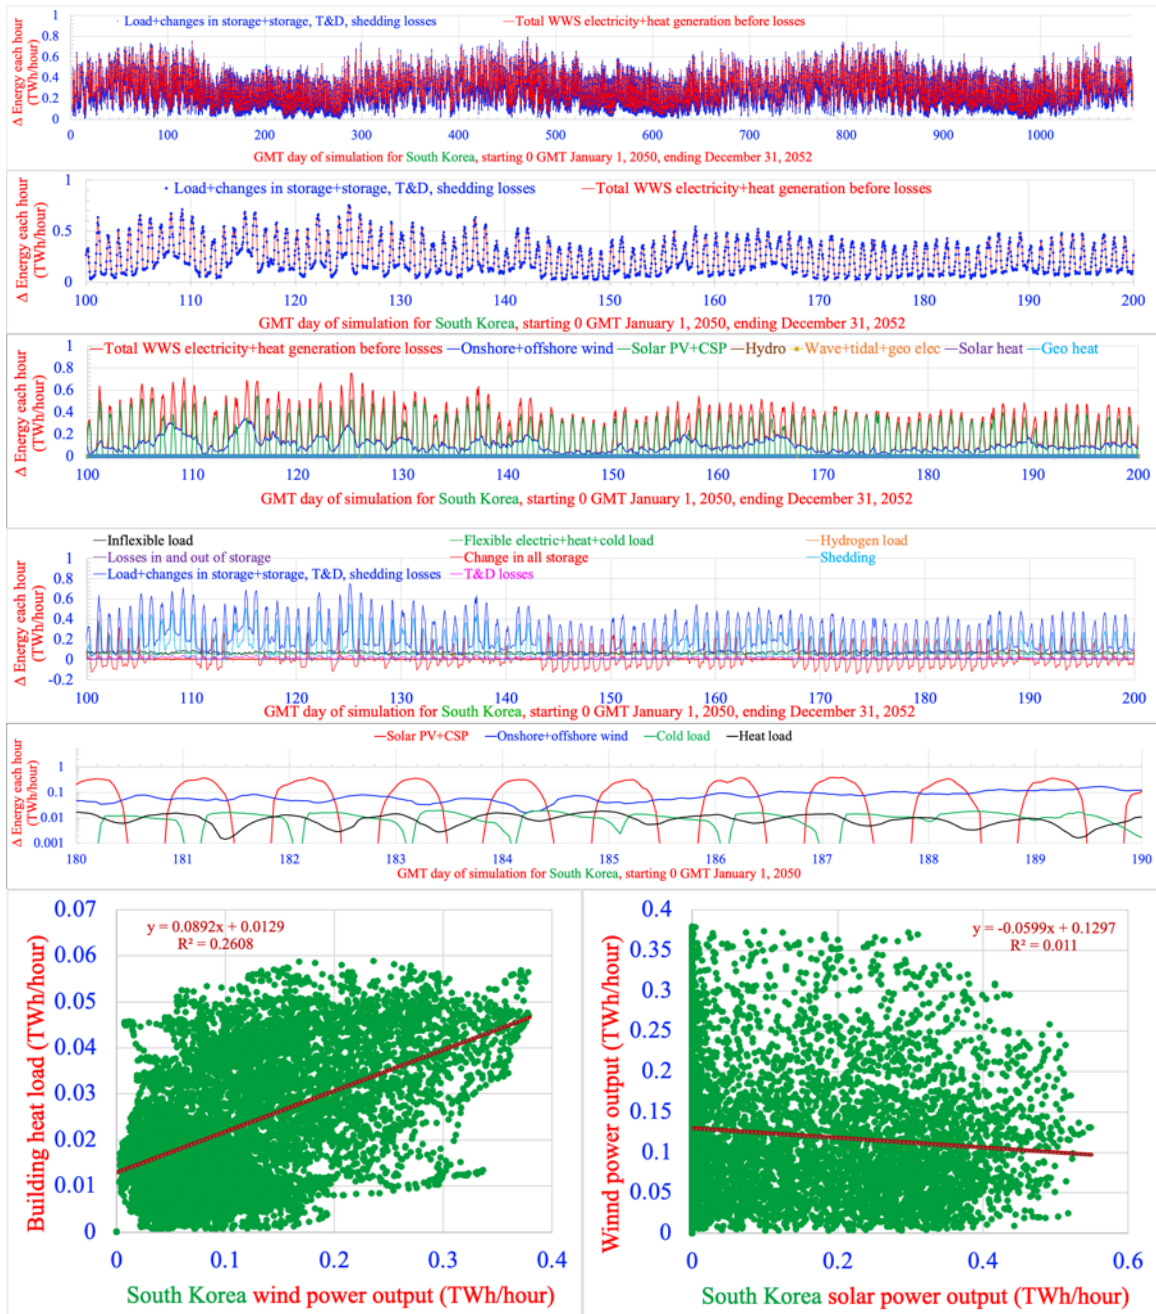 Load+changes in storage+storage, T&D, shedding losses
Total WWS electricity+heat generation before losses
Δ Energy each hour
(TWh/hour)
1
0.8
0.6
0.4
0.2
0
0 100 200 300 400 500 600 700 800 900 1000
GMT day of simulation for South Korea, starting 0 GMT January 1, 2050, ending December 31, 2052
Load+changes in storage+storage, T&D, shedding losses
Total WWS electricity+heat generation before losses
Δ Energy each hour
(TWh/hour)
1
0.5
0
100 110 120 130 140 150 160 170 180 190 200
GMT day of simulation for South Korea, starting 0 GMT January 1, 2050, ending December 31, 2052
Total WWS electricity+heat generation before losses Onshore+offshore wind Solar PV+CSP Hydro Wave+tidal+geo elec Solar heat Geo heat
Δ Energy each hour
(TWh/hour)
1
0.8
0.6
0.4
0.2
0
100 110 120 130 140 150 160 170 180 190 200
GMT day of simulation for South Korea, starting 0 GMT January 1, 2050, ending December 31, 2052
Inflexible load Flexible electric+heat+cold load Hydrogen load
Losses in and out of storage Change in all storage Shedding
Load+changes in storage+storage, T&D, shedding losses T&D losses
Δ Energy each hour
(TWh/hour)
1
0.8
0.6
0.4
0.2
0
-0.2
100 110 120 130 140 150 160 170 180 190 200
GMT day of simulation for South Korea, starting 0 GMT January 1, 2050, ending December 31, 2052
Solar PV+CSP Onshore+offshore wind Cold load Heat load
Δ Energy each hour
(TWh/hour)
1
0.1
0.01
0.001
180 181 182 183 184 185 186 187 188 189 190
GMT day of simulation for South Korea, starting 0 GMT January 1, 2050
Building heat load (TWh/hour)
0.07
0.06
0.05
0.04
0.03
0.02
0.01
0
y = 0.0892x + 0.0129
R² = 0.2608
0 0.1 0.2 0.3 0.4
South Korea wind power output (TWh/hour)
Winnd power output (TWh/hour)
0.4
0.35
0.3
0.25
0.2
0.15
0.1
0.05
0
y = -0.0599x + 0.1297
R² = 0.011
0 0.2 0.4 0.6
South Korea solar power output (TWh/hour)